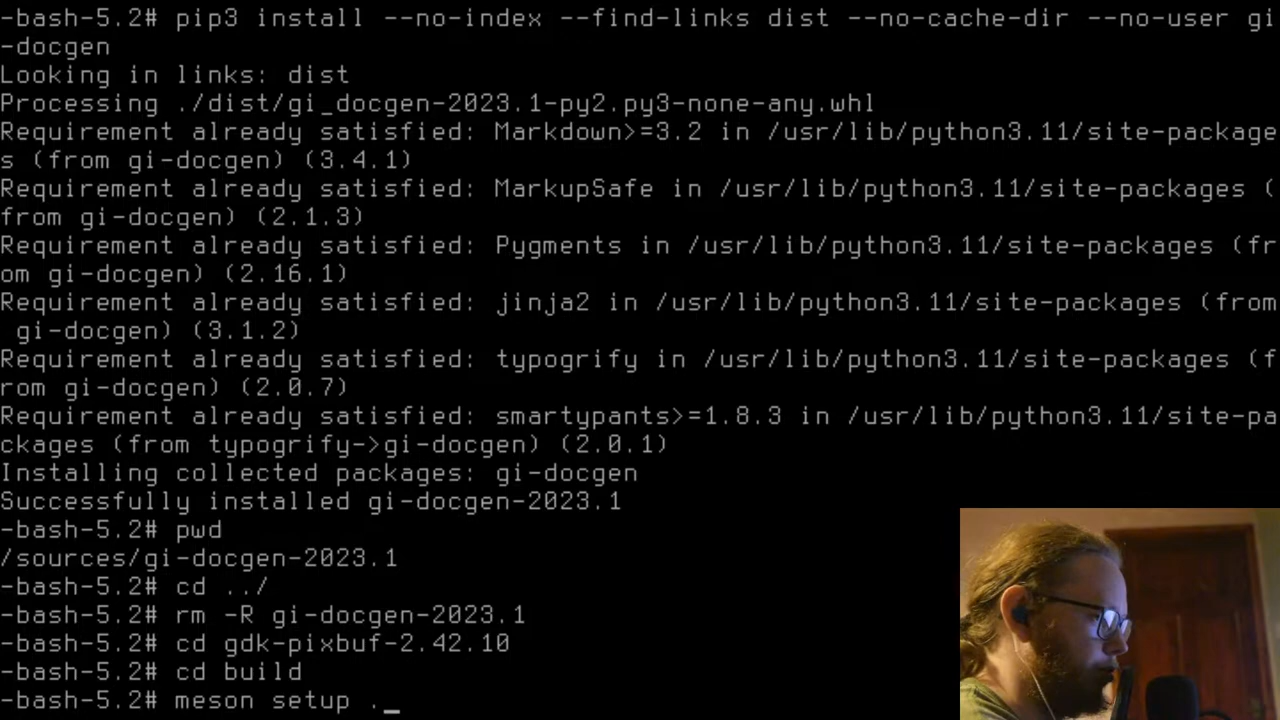 -bash-5.2# pip3 install --no-index --find-links dist --no-cache-dir --no-user gi
-docgen
Looking in links: dist
Processing ./dist/gi_docgen-2023.1-py2.py3-none-any.whl
Requirement already satisfied: Markdown>=3.2 in /usr/lib/python3.11/site-package
s (from gi-docgen) (3.4.1)
Requirement already satisfied: MarkupSafe in /usr/lib/python3.11/site-packages (
from gi-docgen) (2.1.3)
Requirement already satisfied: Pygments in /usr/lib/python3.11/site-packages (fr
om gi-docgen) (2.16.1)
Requirement already satisfied: jinja2 in /usr/lib/python3.11/site-packages (from
 gi-docgen) (3.1.2)
Requirement already satisfied: typogrify in /usr/lib/python3.11/site-packages (f
rom gi-docgen) (2.0.7)
Requirement already satisfied: smartypants>=1.8.3 in /usr/lib/python3.11/site-pa
ckages (from typogrify->gi-docgen) (2.0.1)
Installing collected packages: gi-docgen
Successfully installed gi-docgen-2023.1
-bash-5.2# pwd
/sources/gi-docgen-2023.1
-bash-5.2# cd ../
-bash-5.2# rm -R gi-docgen-2023.1
-bash-5.2# cd gdk-pixbuf-2.42.10
-bash-5.2# cd build
-bash-5.2# meson setup ._